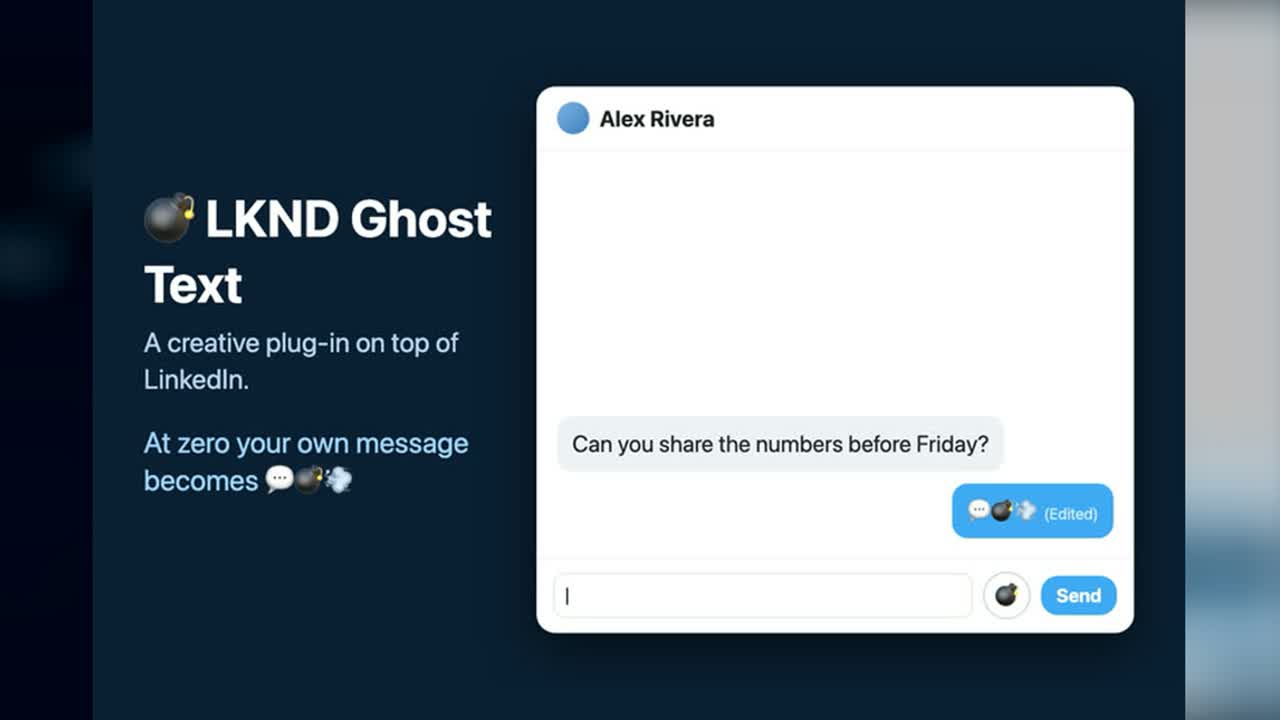 💣 LKND Ghost
Text
A creative plug-in on top of
LinkedIn.
At zero your own message
becomes 💬💣💨
Alex Rivera
Can you share the numbers before Friday?
💬💣💨 (Edited)
Send